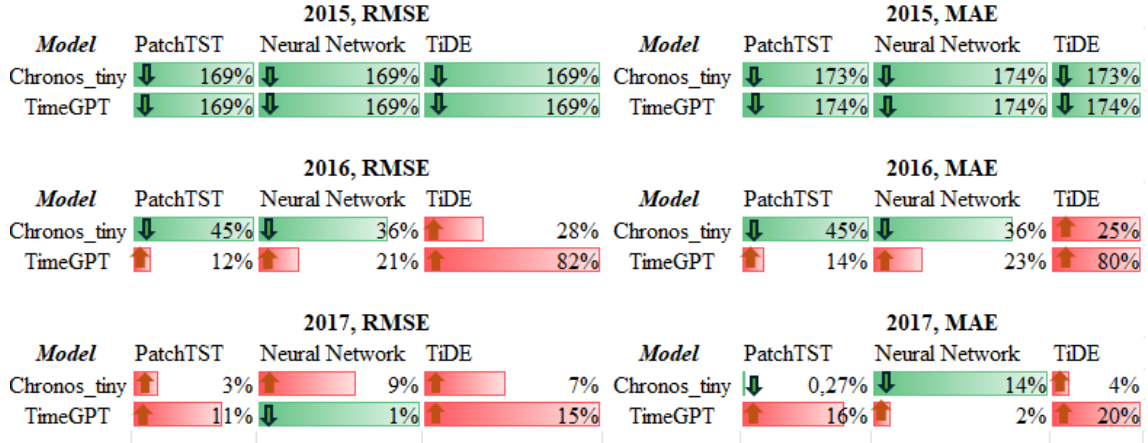 2015, RMSE
Model PatchTST Neural Network TiDE
Chronos_tiny 169% 169% 169%
TimeGPT 169% 169% 169%
2015, MAE
Model PatchTST Neural Network TiDE
Chronos_tiny 173% 174% 173%
TimeGPT 174% 174% 174%
2016, RMSE
Model PatchTST Neural Network TiDE
Chronos_tiny 45% 36% 28%
TimeGPT 12% 21% 82%
2016, MAE
Model PatchTST Neural Network TiDE
Chronos_tiny 45% 36% 25%
TimeGPT 14% 23% 80%
2017, RMSE
Model PatchTST Neural Network TiDE
Chronos_tiny 3% 9% 7%
TimeGPT 11% 1% 15%
2017, MAE
Model PatchTST Neural Network TiDE
Chronos_tiny 0,27% 14% 4%
TimeGPT 16% 2% 20%